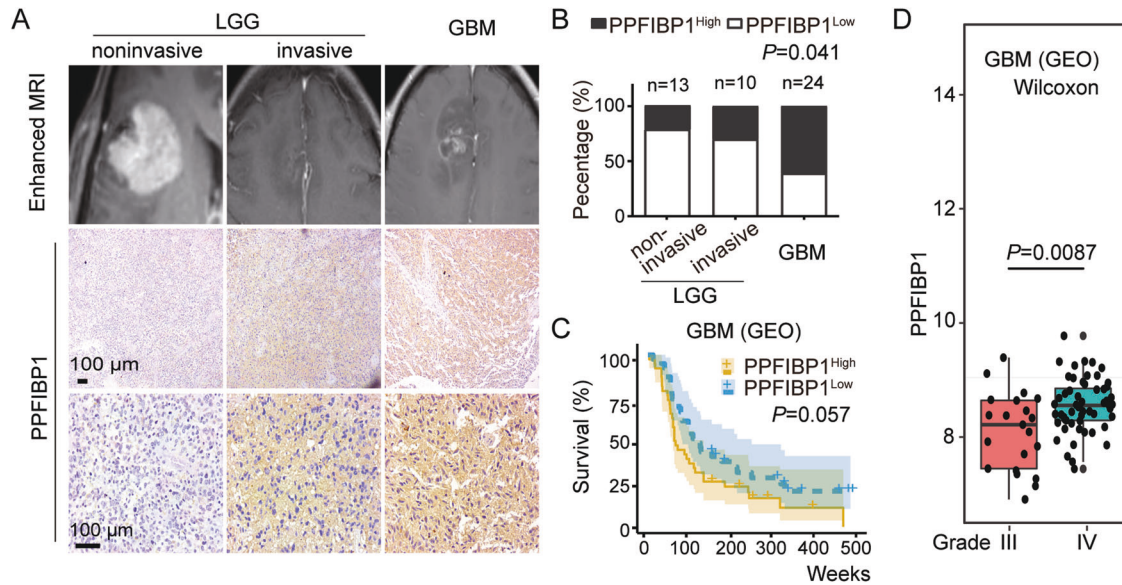 A
LGG
GBM
noninvasive
invasive
Enhanced MRI
PPFIBP1
100 µm
100 µm
B
PPFIBP1High
PPFIBP1Low
P=0.041
n=13
n=10
n=24
Pecentage (%)
100
50
0
non-
invasive
invasive
GBM
LGG
C
GBM (GEO)
PPFIBP1High
PPFIBP1Low
P=0.057
Survival (%)
100
75
50
25
0
0
100
200
300
400
500
Weeks
D
GBM (GEO)
Wilcoxon
P=0.0087
PPFIBP1
14
12
10
8
Grade
III
IV